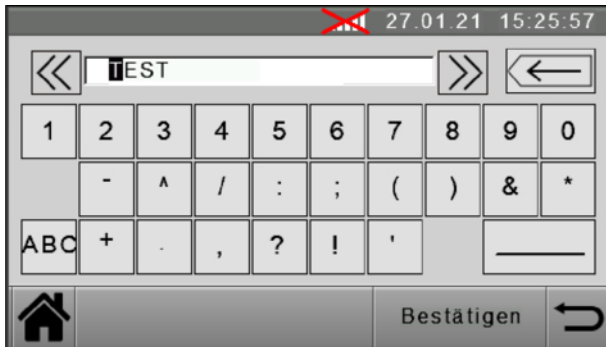 27.01.21 15:25:57
TEST
1 2 3 4 5 6 7 8 9 0
- ^ / : ; ( ) & *
ABC + . , ? ! '
Bestätigen